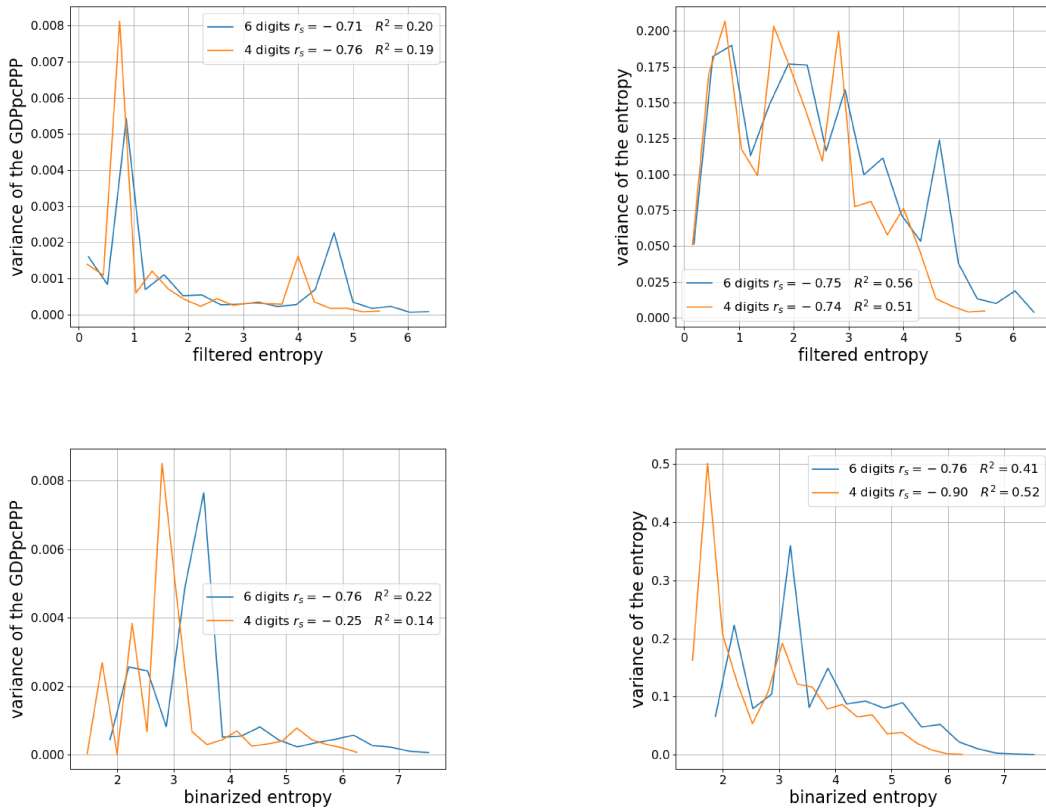 variance of the GDPpcPPP
0.008
0.007
0.006
0.005
0.004
0.003
0.002
0.001
0.000
6 digits r_s = −0.71 R² = 0.20
4 digits r_s = −0.76 R² = 0.19
0 1 2 3 4 5 6
filtered entropy
variance of the entropy
0.200
0.175
0.150
0.125
0.100
0.075
0.050
0.025
0.000
6 digits r_s = −0.75 R² = 0.56
4 digits r_s = −0.74 R² = 0.51
0 1 2 3 4 5 6
filtered entropy
variance of the GDPpcPPP
0.008
0.006
0.004
0.002
0.000
6 digits r_s = −0.76 R² = 0.22
4 digits r_s = −0.25 R² = 0.14
2 3 4 5 6 7
binarized entropy
variance of the entropy
0.5
0.4
0.3
0.2
0.1
0.0
6 digits r_s = −0.76 R² = 0.41
4 digits r_s = −0.90 R² = 0.52
2 3 4 5 6 7
binarized entropy